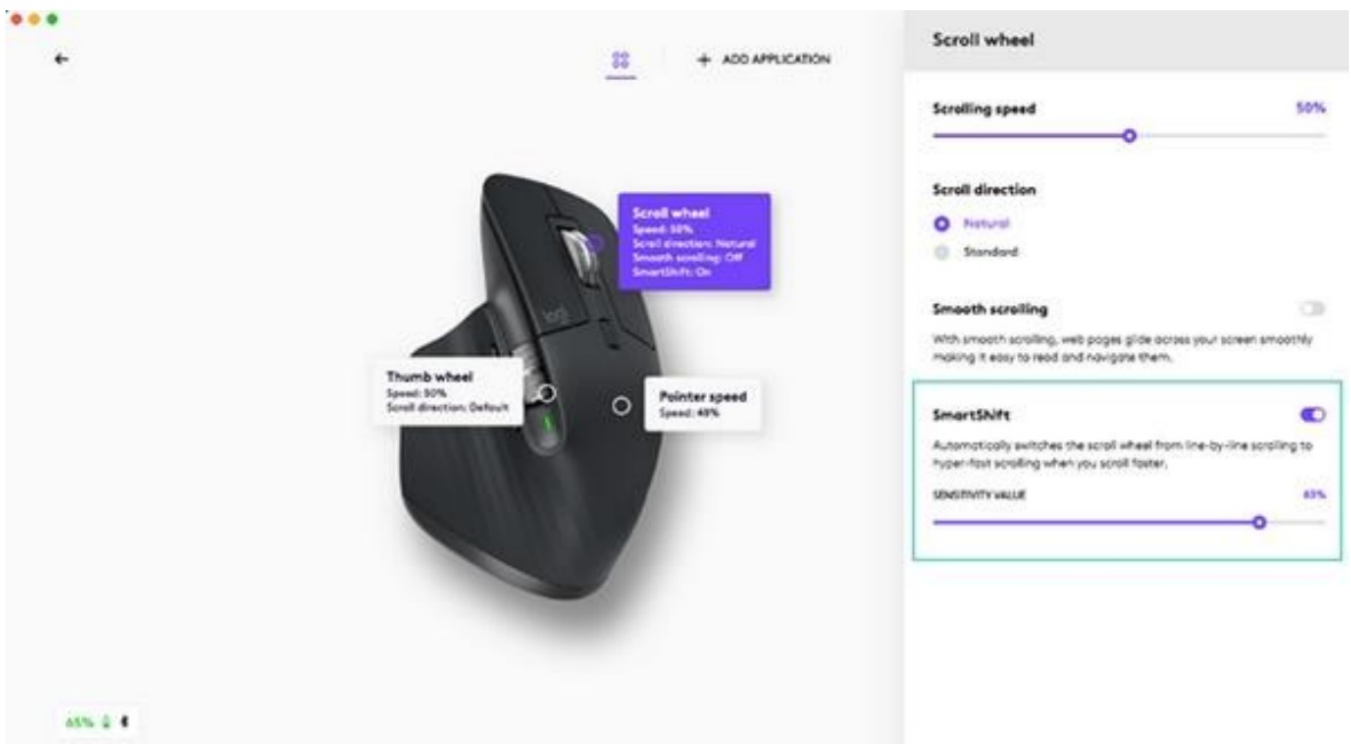 + ADD APPLICATION
Scroll wheel
Speed: 50%
Scroll direction: Natural
Smooth scrolling: Off
SmartShift: On
logi
Thumb wheel
Speed: 50%
Scroll direction: Default
Pointer speed
Speed: 48%
65%
Scroll wheel
Scrolling speed 50%
Scroll direction
Natural
Standard
Smooth scrolling
With smooth scrolling, web pages glide across your screen smoothly
making it easy to read and navigate them.
SmartShift
Automatically switches the scroll wheel from line-by-line scrolling to
hyper-fast scrolling when you scroll faster.
SENSITIVITY VALUE